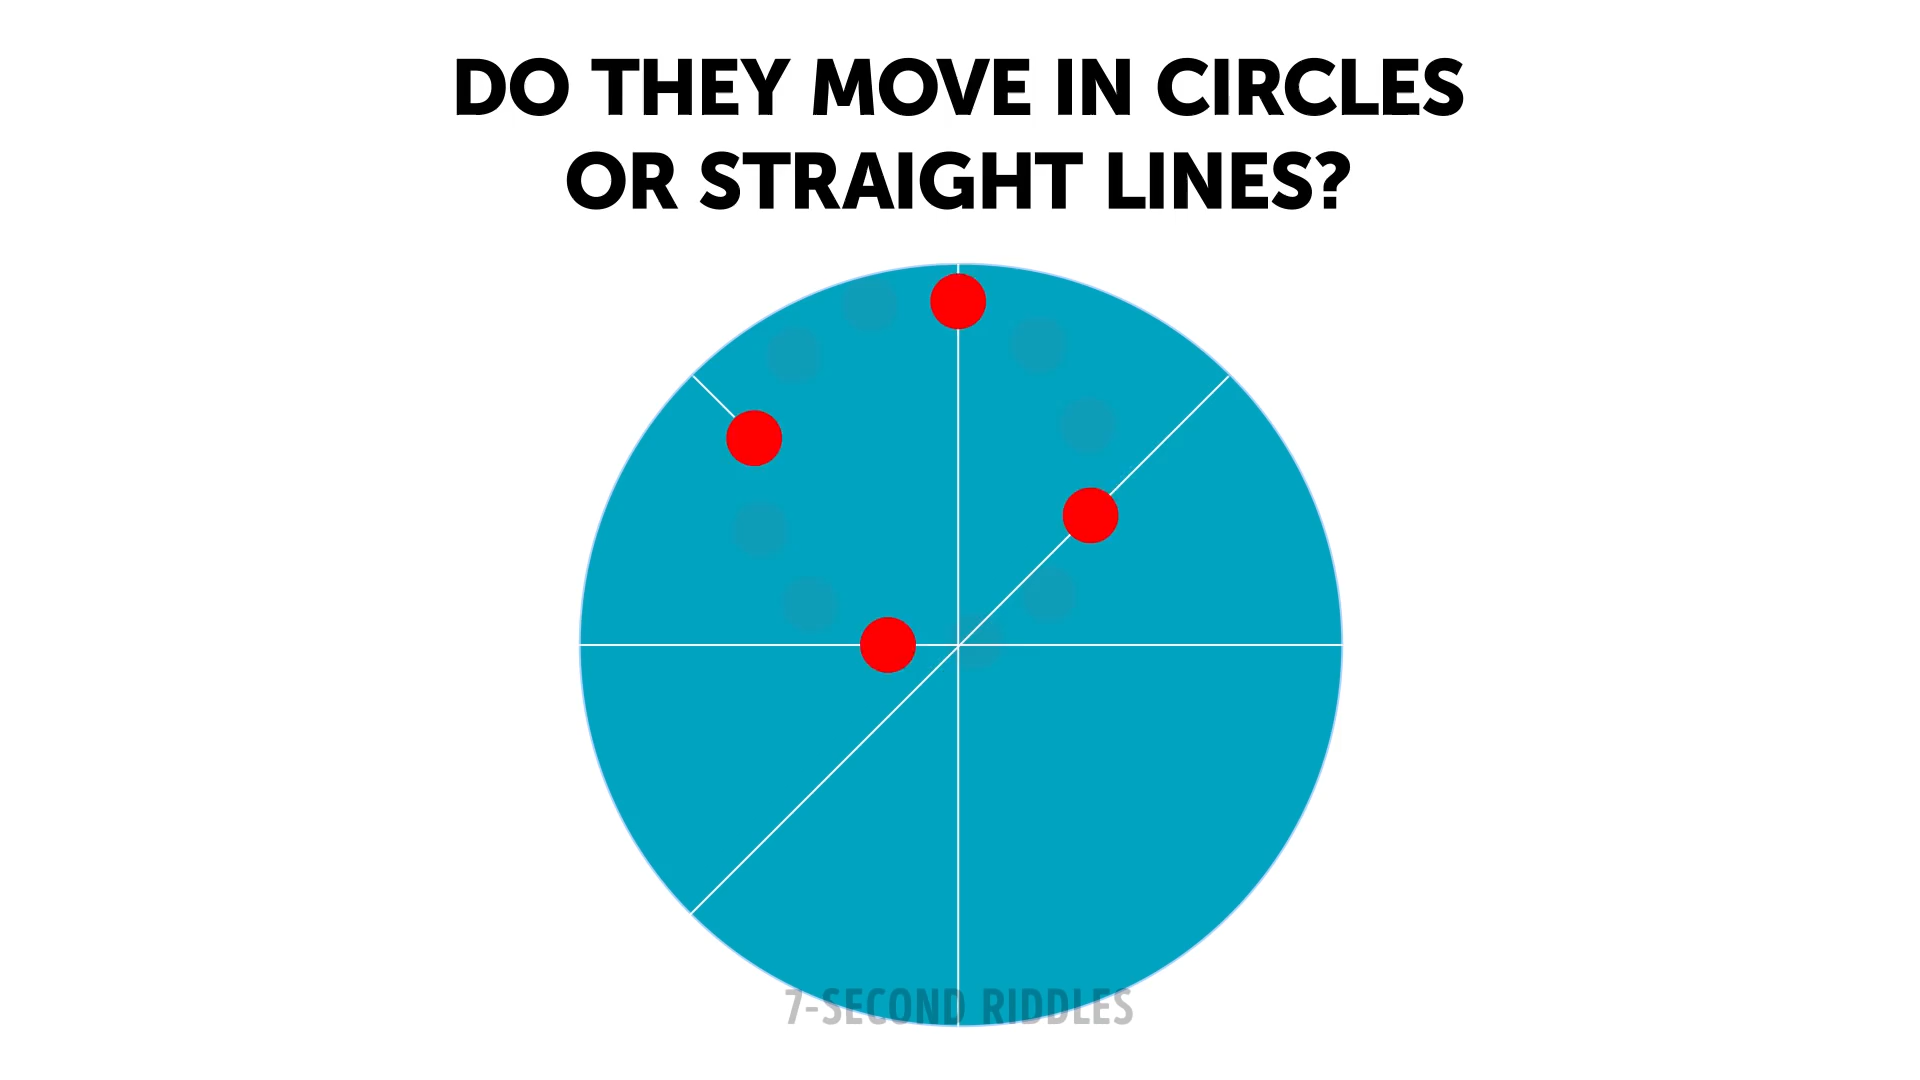 DO THEY MOVE IN CIRCLES
OR STRAIGHT LINES?
7-SECOND RIDDLES